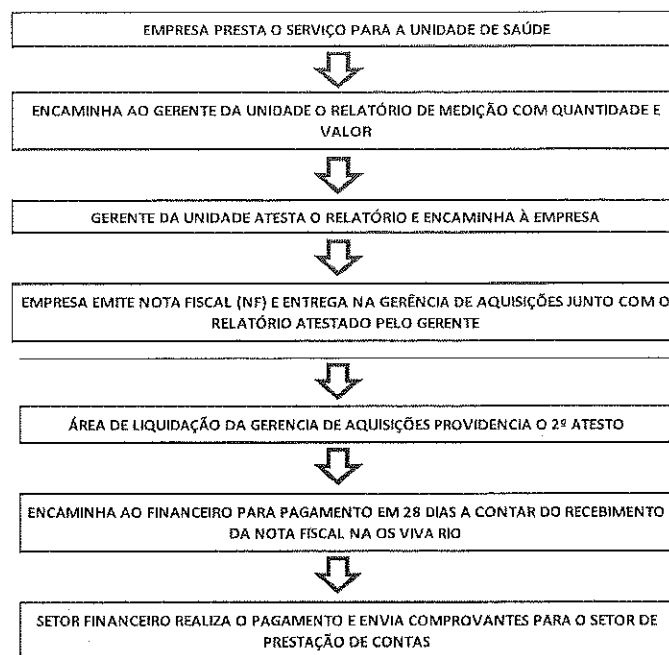 EMPRESA PRESTA O SERVIÇO PARA A UNIDADE DE SAÚDE
ENCAMINHA AO GERENTE DA UNIDADE O RELATÓRIO DE MEDIÇÃO COM QUANTIDADE E
VALOR
GERENTE DA UNIDADE ATESTA O RELATÓRIO E ENCAMINHA À EMPRESA
EMPRESA EMITE NOTA FISCAL (NF) E ENTREGA NA GERÊNCIA DE AQUISIÇÕES JUNTO COM O
RELATÓRIO ATESTADO PELO GERENTE
ÁREA DE LIQUIDAÇÃO DA GERENCIA DE AQUISIÇÕES PROVIDENCIA O 2º ATESTO
ENCAMINHA AO FINANCEIRO PARA PAGAMENTO EM 28 DIAS A CONTAR DO RECEBIMENTO
DA NOTA FISCAL NA OS VIVA RIO
SETOR FINANCEIRO REALIZA O PAGAMENTO E ENVIA COMPROVANTES PARA O SETOR DE
PRESTAÇÃO DE CONTAS